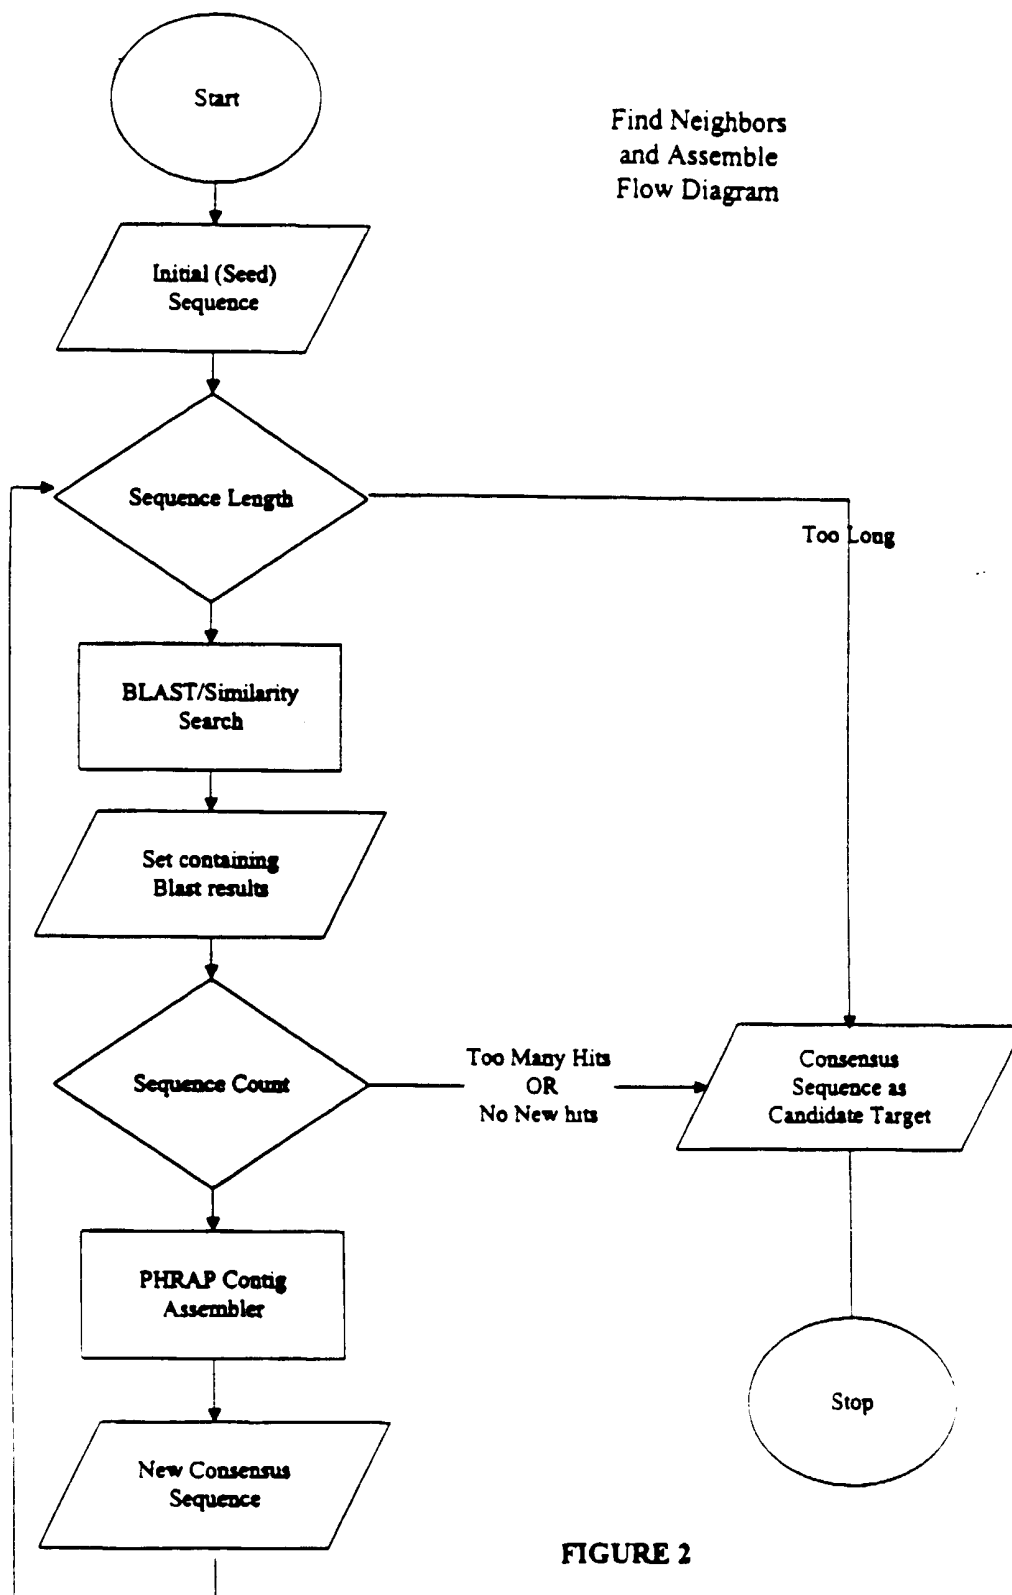 Start
Find Neighbors
and Assemble
Flow Diagram
Initial (Seed)
Sequence
Sequence Length
Too Long
BLAST/Similarity
Search
Set containing
Blast results
Sequence Count
Too Many Hits
OR
No New hits
Consensus
Sequence as
Candidate Target
PHRAP Contig
Assembler
Stop
New Consensus
Sequence
FIGURE 2